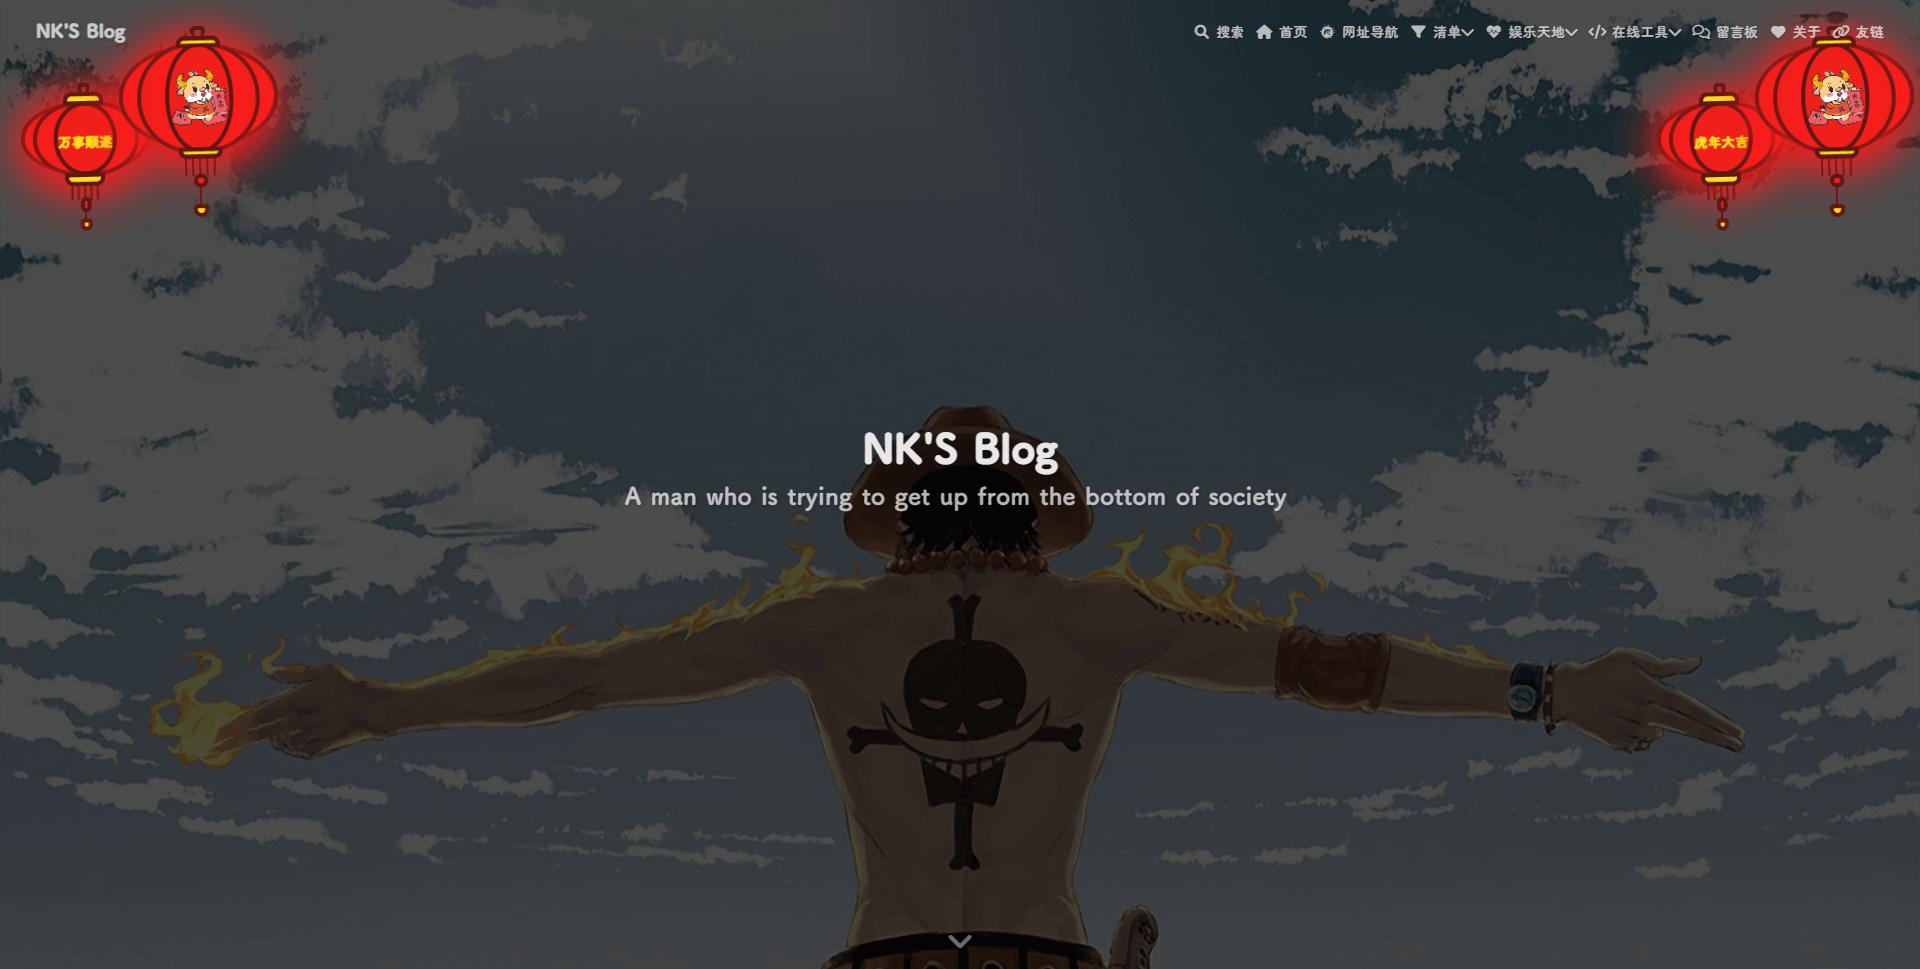 NK'S Blog
搜索 首页 网址导航 清单 娱乐天地 在线工具 留言板 关于 友链
万事顺遂
虎年大吉
NK'S Blog
A man who is trying to get up from the bottom of society